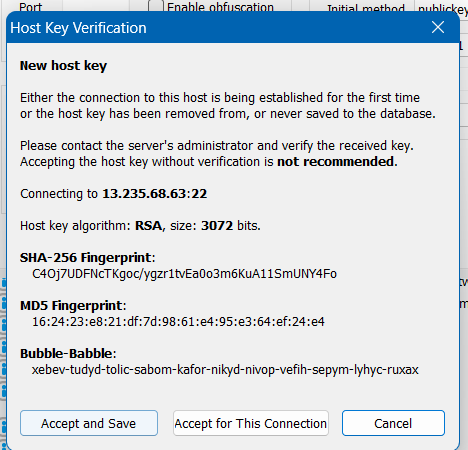 Port
Enable obfuscation
Initial method
Host Key Verification
New host key
Either the connection to this host is being established for the first time
or the host key has been removed from, or never saved to the database.
Please contact the server's administrator and verify the received key.
Accepting the host key without verification is not recommended.
Connecting to 13.235.68.63:22
Host key algorithm: RSA, size: 3072 bits.
SHA-256 Fingerprint:
C4Oj7UDFNcTKgoc/ygzr1tvEa0o3m6KuA11SmUNY4Fo
MD5 Fingerprint:
16:24:23:e8:21:df:7d:98:61:e4:95:e3:64:ef:24:e4
Bubble-Babble:
xebev-tudyd-tolic-sabom-kafor-nikyd-nivop-vefih-sepym-lyhyc-ruxax
Accept and Save
Accept for This Connection
Cancel